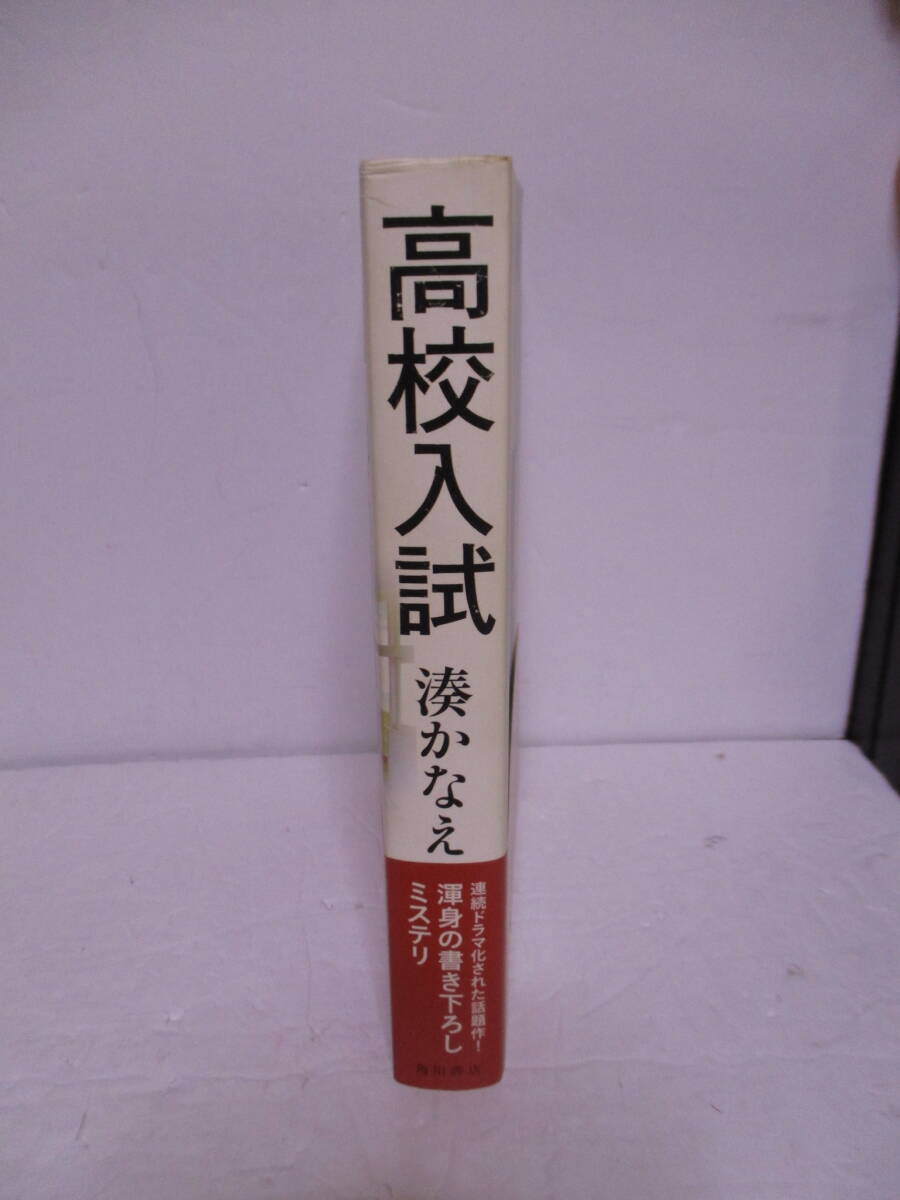 高校入試
湊かなえ
連続ドラマ化された話題作!
渾身の書き下ろし
ミステリ
角川書店